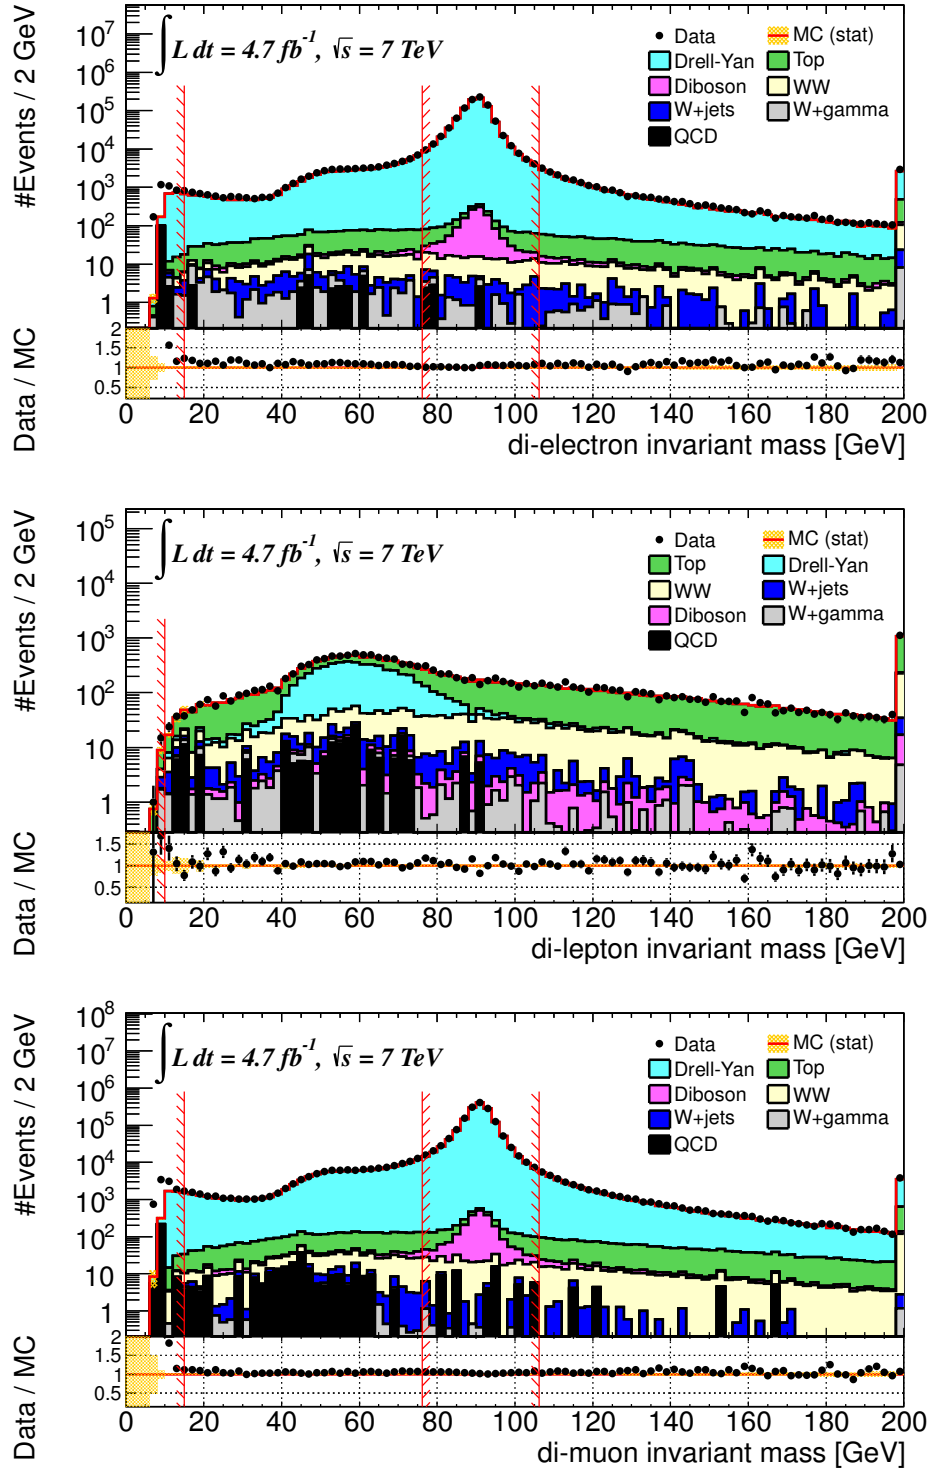 #Events / 2 GeV
10^7
10^6
10^5
10^4
10^3
10^2
10
1
∫ L dt = 4.7 fb^-1, √s = 7 TeV
Data
MC (stat)
Drell-Yan
Top
Diboson
WW
W+jets
W+gamma
QCD
Data / MC
2
1.5
1
0.5
0 20 40 60 80 100 120 140 160 180 200
di-electron invariant mass [GeV]
#Events / 2 GeV
10^5
10^4
10^3
10^2
10
1
∫ L dt = 4.7 fb^-1, √s = 7 TeV
Data
MC (stat)
Top
Drell-Yan
WW
W+jets
Diboson
W+gamma
QCD
Data / MC
1.5
1
0.5
0 20 40 60 80 100 120 140 160 180 200
di-lepton invariant mass [GeV]
#Events / 2 GeV
10^8
10^7
10^6
10^5
10^4
10^3
10^2
10
1
∫ L dt = 4.7 fb^-1, √s = 7 TeV
Data
MC (stat)
Drell-Yan
Top
Diboson
WW
W+jets
W+gamma
QCD
Data / MC
2
1.5
1
0.5
0 20 40 60 80 100 120 140 160 180 200
di-muon invariant mass [GeV]